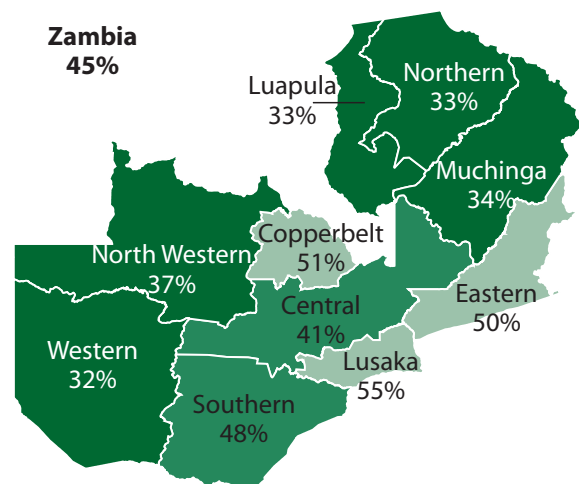 Zambia
45%
Luapula
33%
Northern
33%
Muchinga
34%
Copperbelt
51%
North Western
37%
Central
41%
Eastern
50%
Western
32%
Lusaka
55%
Southern
48%